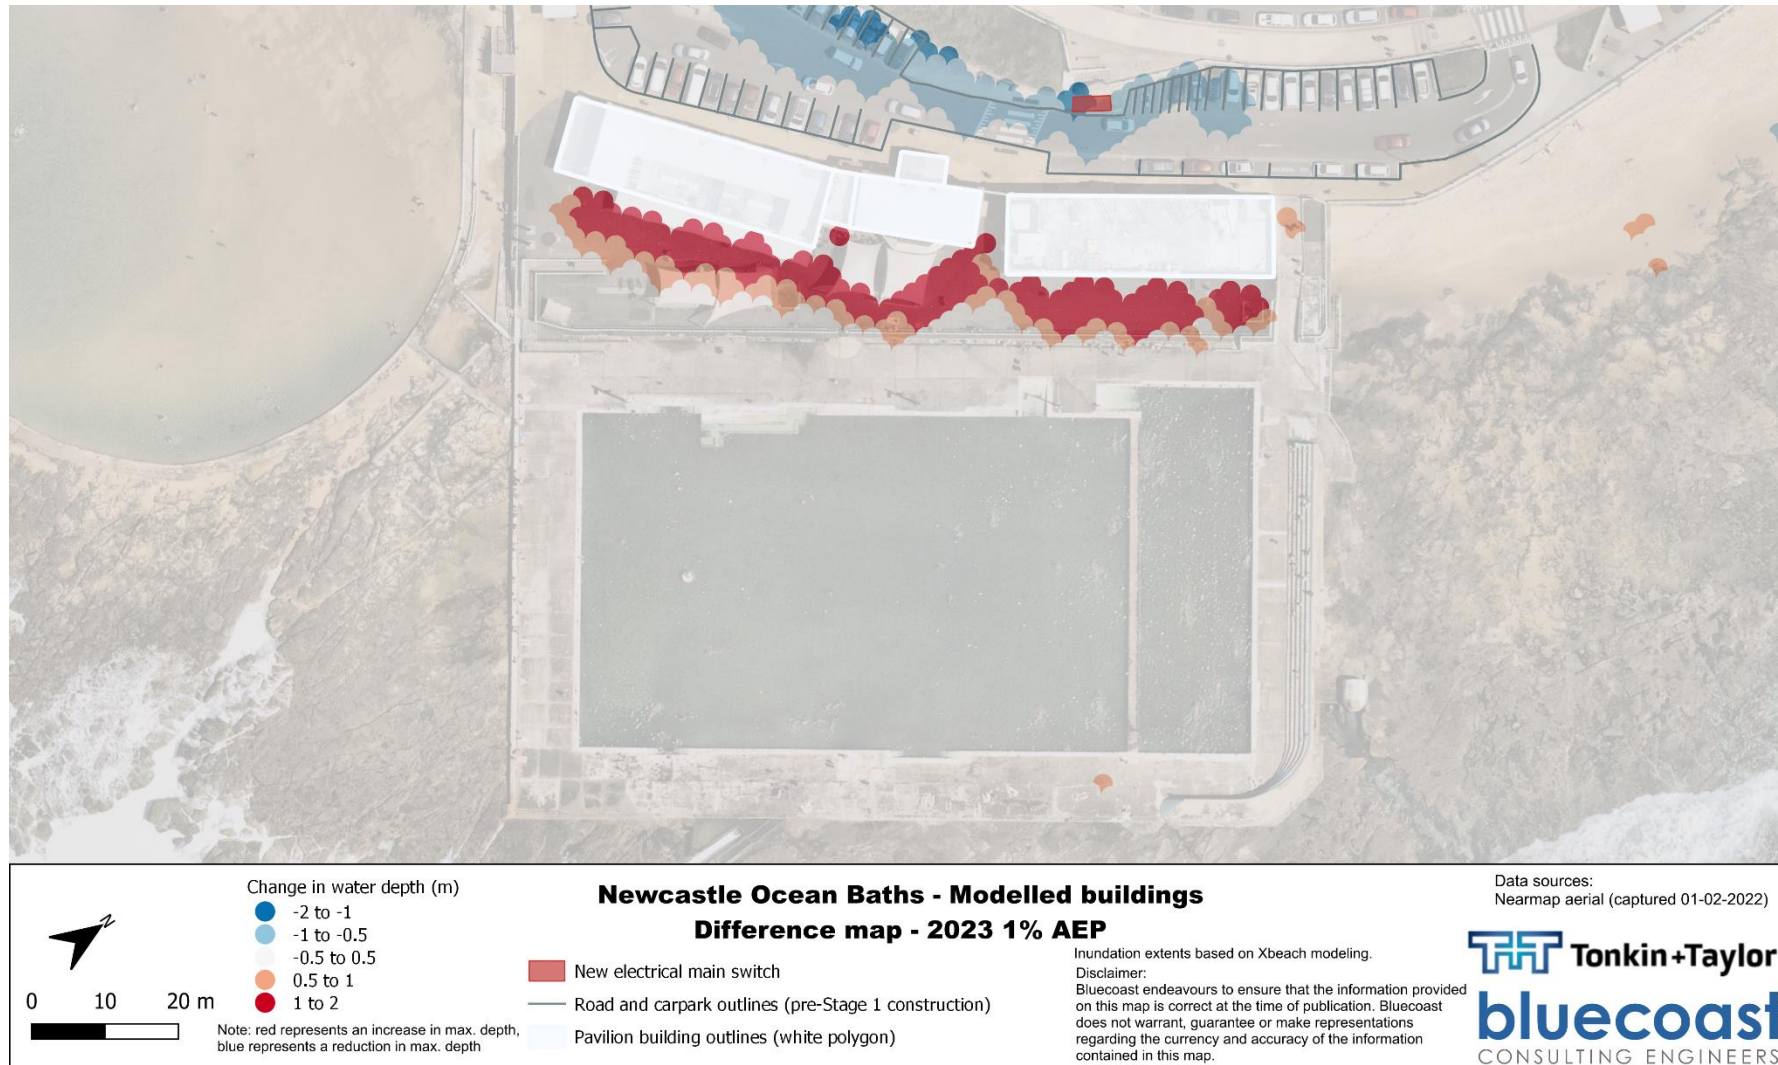 Change in water depth (m)
-2 to -1
-1 to -0.5
-0.5 to 0.5
0.5 to 1
1 to 2
N
0 10 20 m
Note: red represents an increase in max. depth,
blue represents a reduction in max. depth
Newcastle Ocean Baths - Modelled buildings
Difference map - 2023 1% AEP
New electrical main switch
Road and carpark outlines (pre-Stage 1 construction)
Pavilion building outlines (white polygon)
Inundation extents based on Xbeach modeling.
Disclaimer:
Bluecoast endeavours to ensure that the information provided
on this map is correct at the time of publication. Bluecoast
does not warrant, guarantee or make representations
regarding the currency and accuracy of the information
contained in this map.
Data sources:
Nearmap aerial (captured 01-02-2022)
T+T Tonkin+Taylor
bluecoast
CONSULTING ENGINEERS